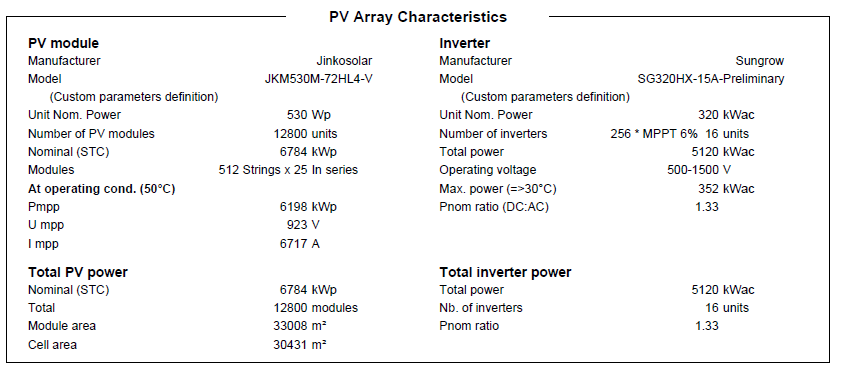 PV Array Characteristics
PV module
Manufacturer Jinkosolar
Model JKM530M-72HL4-V
(Custom parameters definition)
Unit Nom. Power 530 Wp
Number of PV modules 12800 units
Nominal (STC) 6784 kWp
Modules 512 Strings x 25 In series
At operating cond. (50°C)
Pmpp 6198 kWp
U mpp 923 V
I mpp 6717 A
Inverter
Manufacturer Sungrow
Model SG320HX-15A-Preliminary
(Custom parameters definition)
Unit Nom. Power 320 kWac
Number of inverters 256 * MPPT 6% 16 units
Total power 5120 kWac
Operating voltage 500-1500 V
Max. power (=>30°C) 352 kWac
Pnom ratio (DC:AC) 1.33
Total PV power
Nominal (STC) 6784 kWp
Total 12800 modules
Module area 33008 m²
Cell area 30431 m²
Total inverter power
Total power 5120 kWac
Nb. of inverters 16 units
Pnom ratio 1.33